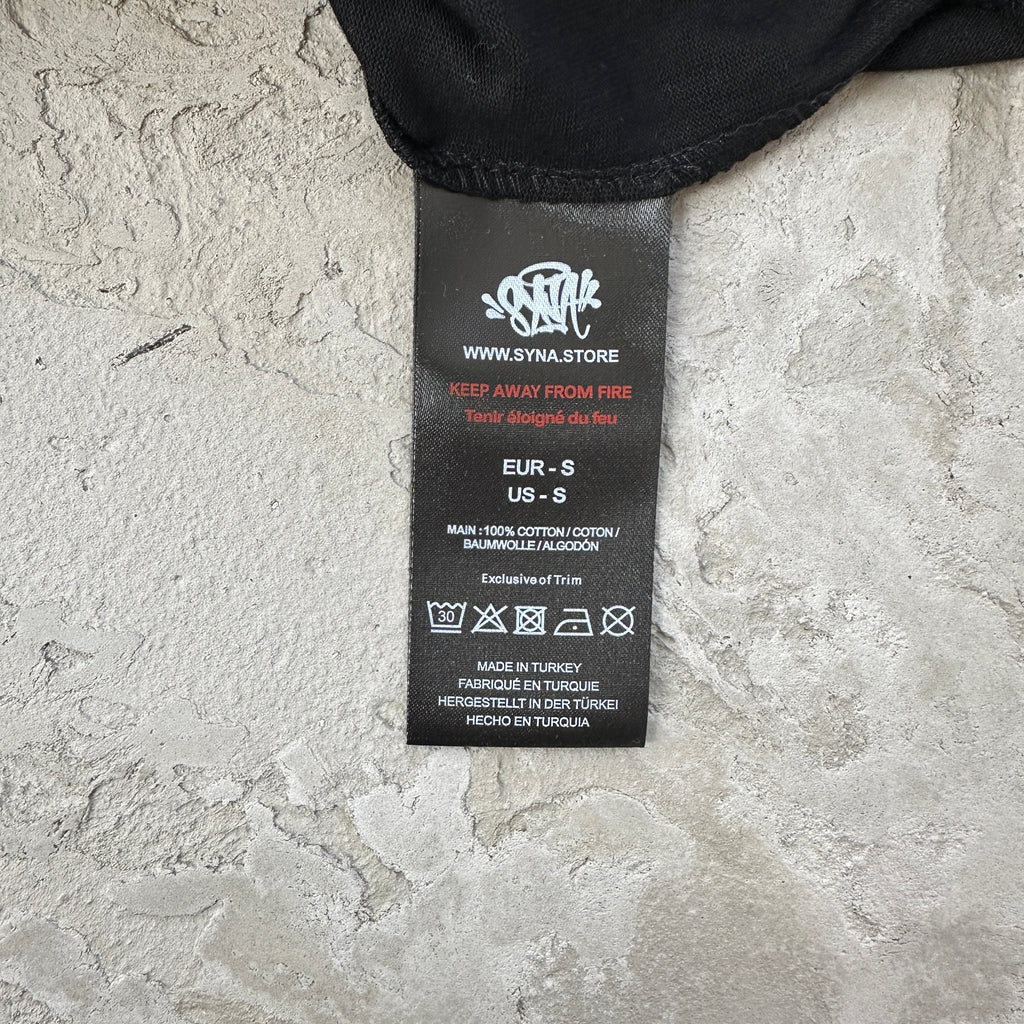 SYNA
WWW.SYNA.STORE
KEEP AWAY FROM FIRE
Tenir éloigné du feu
EUR - S
US - S
MAIN : 100% COTTON / COTON /
BAUMWOLLE / ALGODÓN
Exclusive of Trim
30
MADE IN TURKEY
FABRIQUÉ EN TURQUIE
HERGESTELLT IN DER TÜRKEI
HECHO EN TURQUIA